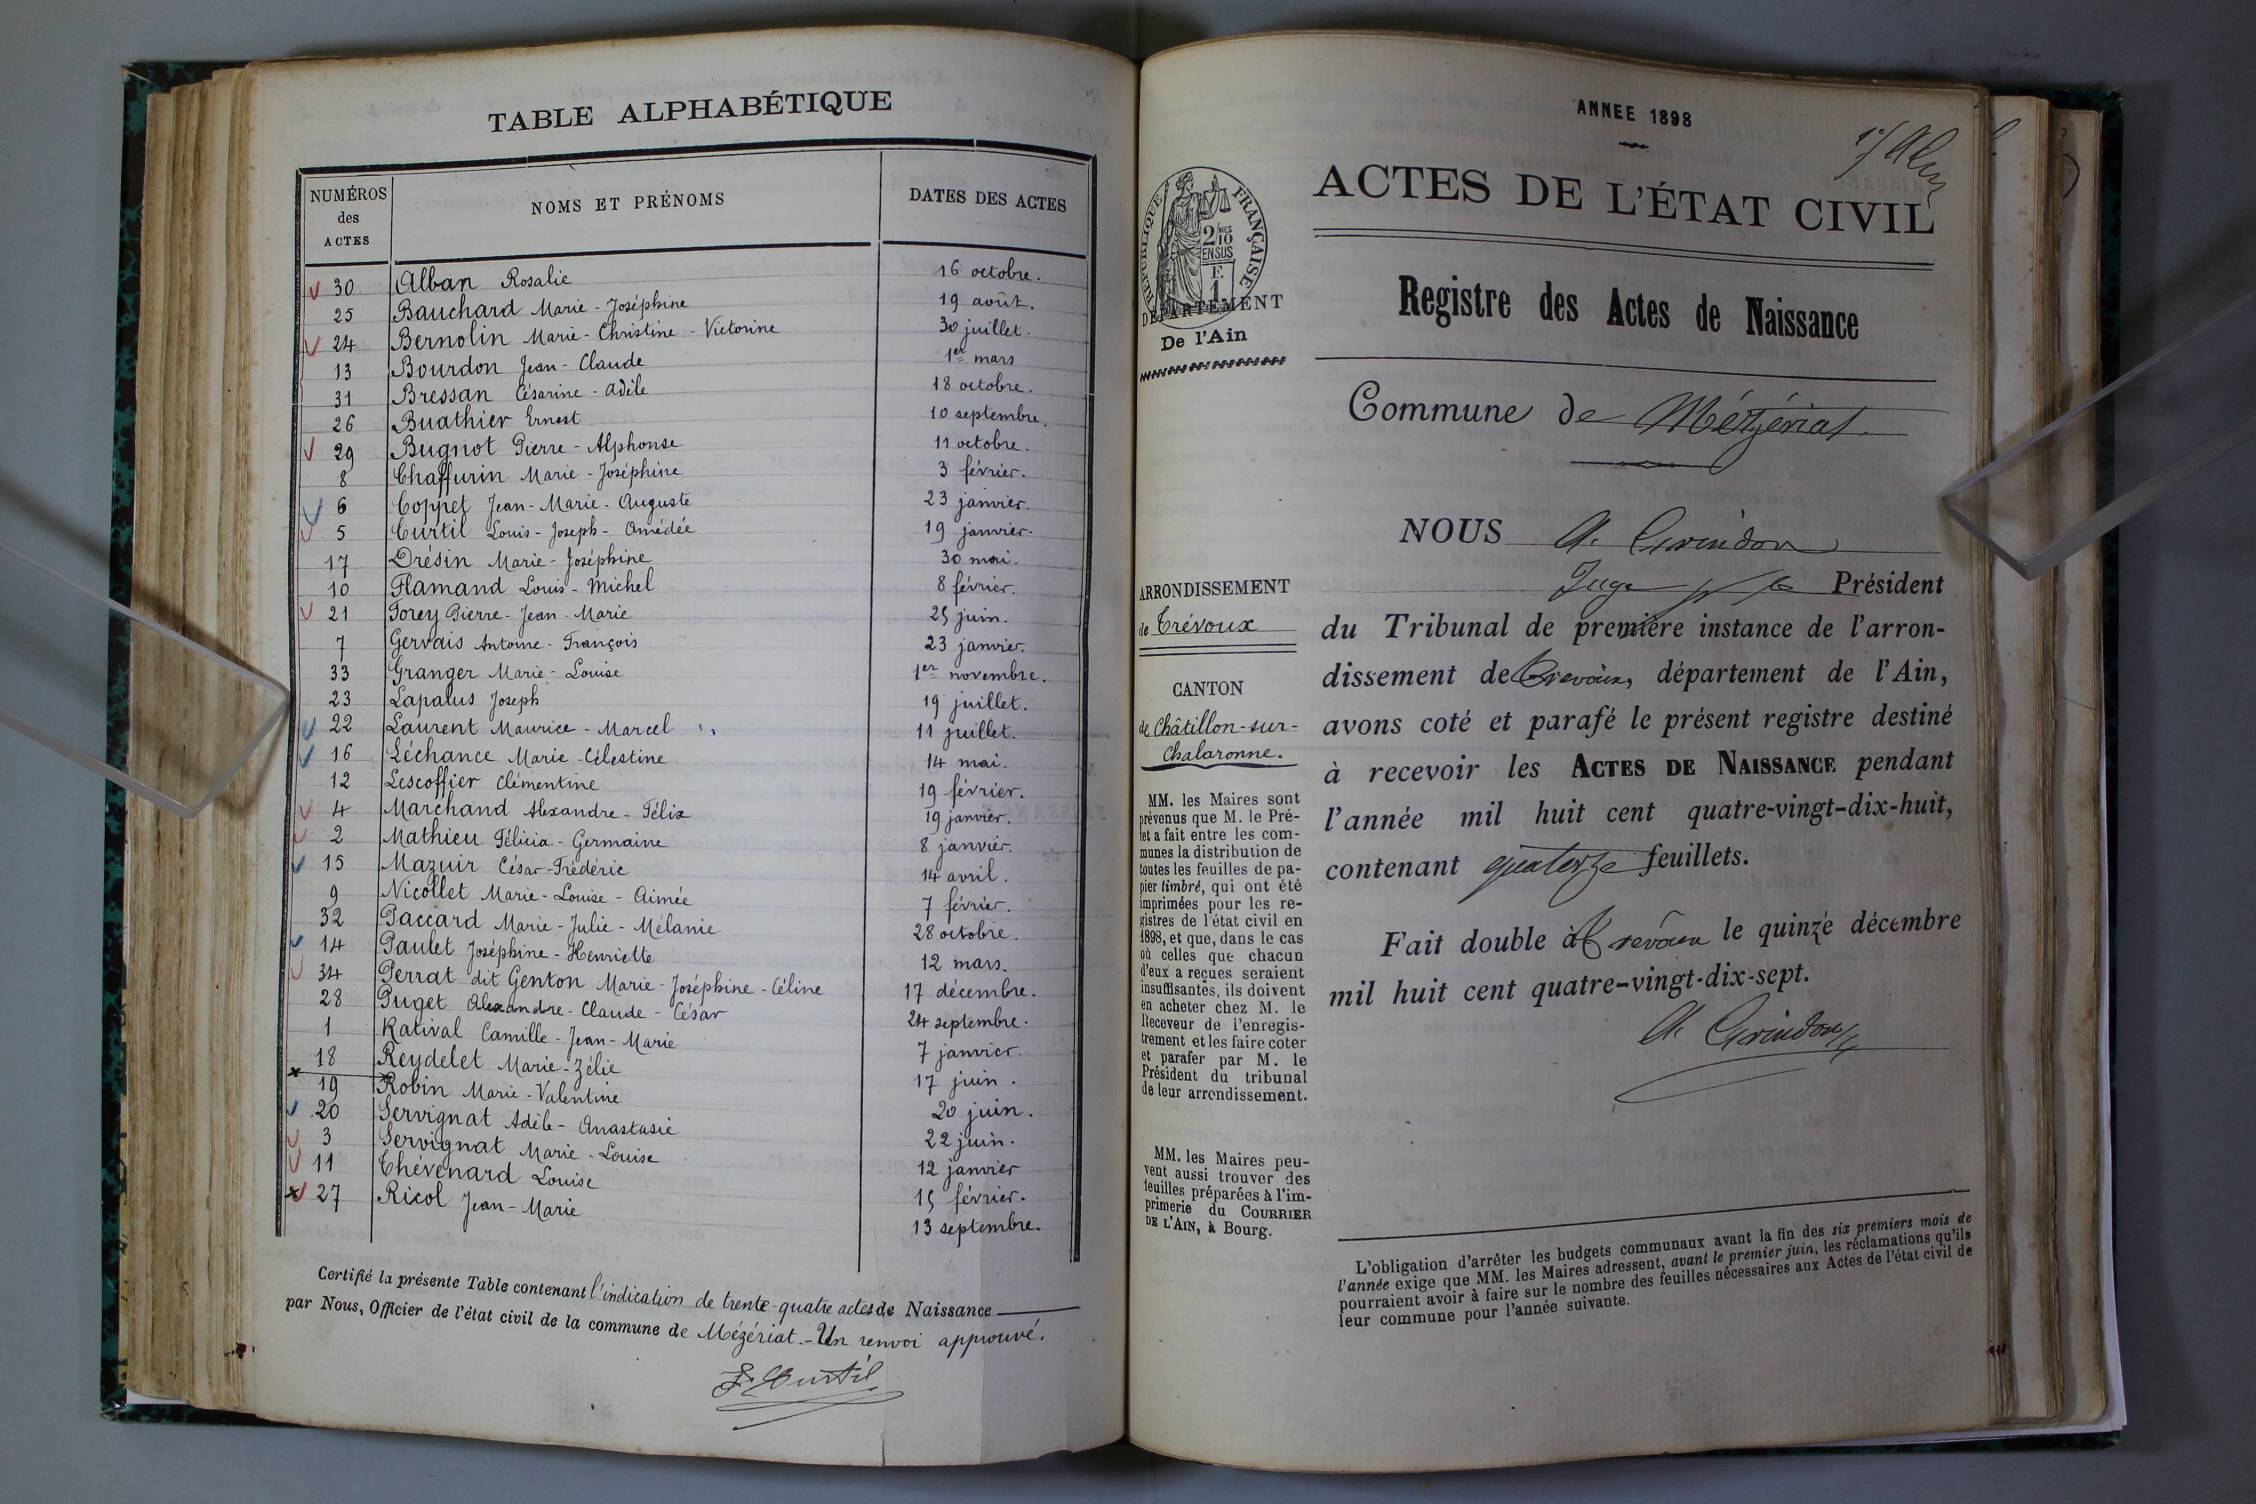 TABLE ALPHABÉTIQUE
NUMÉROS des ACTES NOMS ET PRÉNOMS DATES DES ACTES
30 Alban Rosalie 16 octobre.
25 Bauchard Marie-Joséphine 19 août.
24 Bernolin Marie-Christine-Victorine 30 juillet.
13 Bourdon Jean-Claude 1er mars
31 Bressan Césarine-Adèle 18 octobre.
26 Buathier Ernest 10 septembre.
29 Bugnot Pierre-Alphonse 11 octobre.
8 Chaffurin Marie-Joséphine 3 février.
6 Coppet Jean-Marie-Auguste 23 janvier.
5 Curtil Louis-Joseph-Amédée 19 janvier.
17 Drésin Marie-Joséphine 30 mai.
10 Flamand Louis-Michel 8 février.
21 Forey Pierre-Jean-Marie 25 juin.
7 Gervais Antoine-François 23 janvier.
33 Granger Marie-Louise 1er novembre.
23 Lapalus Joseph 19 juillet.
22 Laurent Maurice-Marcel 11 juillet.
16 Léchance Marie-Célestine 14 mai.
12 Lescoffier Clémentine 19 février.
4 Marchand Alexandre-Félix 19 janvier.
2 Mathieu Félicia-Germaine 8 janvier.
15 Mazuir César-Frédéric 14 avril.
9 Nicollet Marie-Louise-Aimée 7 février.
32 Paccard Marie-Julie-Mélanie 28 octobre.
14 Paulet Joséphine-Henriette 12 mars.
34 Perrat dit Genton Marie-Joséphine-Céline 17 décembre.
28 Puget Alexandre-Claude-César 24 septembre.
1 Ratival Camille-Jean-Marie 7 janvier.
18 Reydelet Marie-Zélie 17 juin.
19 Robin Marie-Valentine 20 juin.
20 Servignat Adèle-Anastasie 22 juin.
3 Servignat Marie-Louise 12 janvier
11 Thévenard Louise 15 février.
27 Ricol Jean-Marie 13 septembre.
Certifié la présente Table contenant l'indication de trente-quatre actes de Naissance
par Nous, Officier de l'état civil de la commune de Mézériat.-Un renvoi approuvé.
Curtil
ANNEE 1898
ACTES DE L'ÉTAT CIVIL
RÉPUBLIQUE FRANÇAISE
2/10 MES
EN SUS
F.
1
DÉPARTEMENT
De l'Ain
Registre des Actes de Naissance
Commune de Mézériat.
NOUS A. Grindon
Juge Président
ARRONDISSEMENT
de Trévoux
du Tribunal de première instance de l'arron-
dissement de Trévoux, département de l'Ain,
avons coté et parafé le présent registre destiné
à recevoir les ACTES DE NAISSANCE pendant
l'année mil huit cent quatre-vingt-dix-huit,
contenant quatorze feuillets.
Fait double à Trévoux le quinze décembre
mil huit cent quatre-vingt-dix-sept.
A. Grindon
CANTON
de Châtillon-sur-
Chalaronne.
MM. les Maires sont
prévenus que M. le Pré-
fet a fait entre les com-
munes la distribution de
toutes les feuilles de pa-
pier timbré, qui ont été
imprimées pour les re-
gistres de l'état civil en
1898, et que, dans le cas
où celles que chacun
d'eux a reçues seraient
insuffisantes, ils doivent
en acheter chez M. le
Receveur de l'enregis-
trement et les faire coter
et parafer par M. le
Président du tribunal
de leur arrondissement.
MM. les Maires peu-
vent aussi trouver des
feuilles préparées à l'im-
primerie du COURRIER
DE L'AIN, à Bourg.
L'obligation d'arrêter les budgets communaux avant la fin des six premiers mois de
l'année exige que MM. les Maires adressent, avant le premier juin, les réclamations qu'ils
pourraient avoir à faire sur le nombre des feuilles nécessaires aux Actes de l'état civil de
leur commune pour l'année suivante.